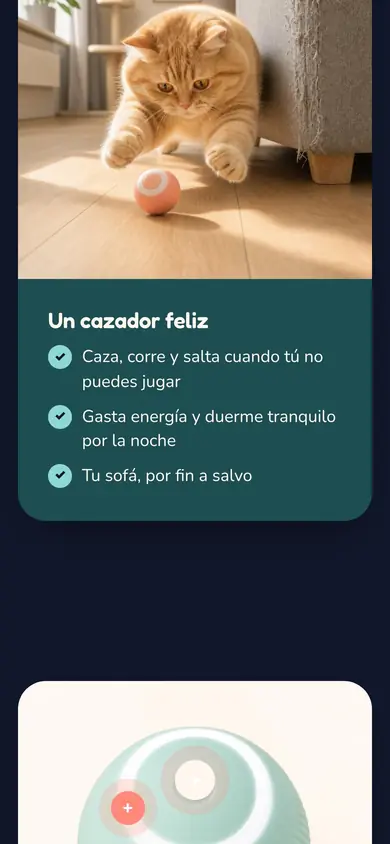 Un cazador feliz
Caza, corre y salta cuando tú no
puedes jugar
Gasta energía y duerme tranquilo
por la noche
Tu sofá, por fin a salvo
+